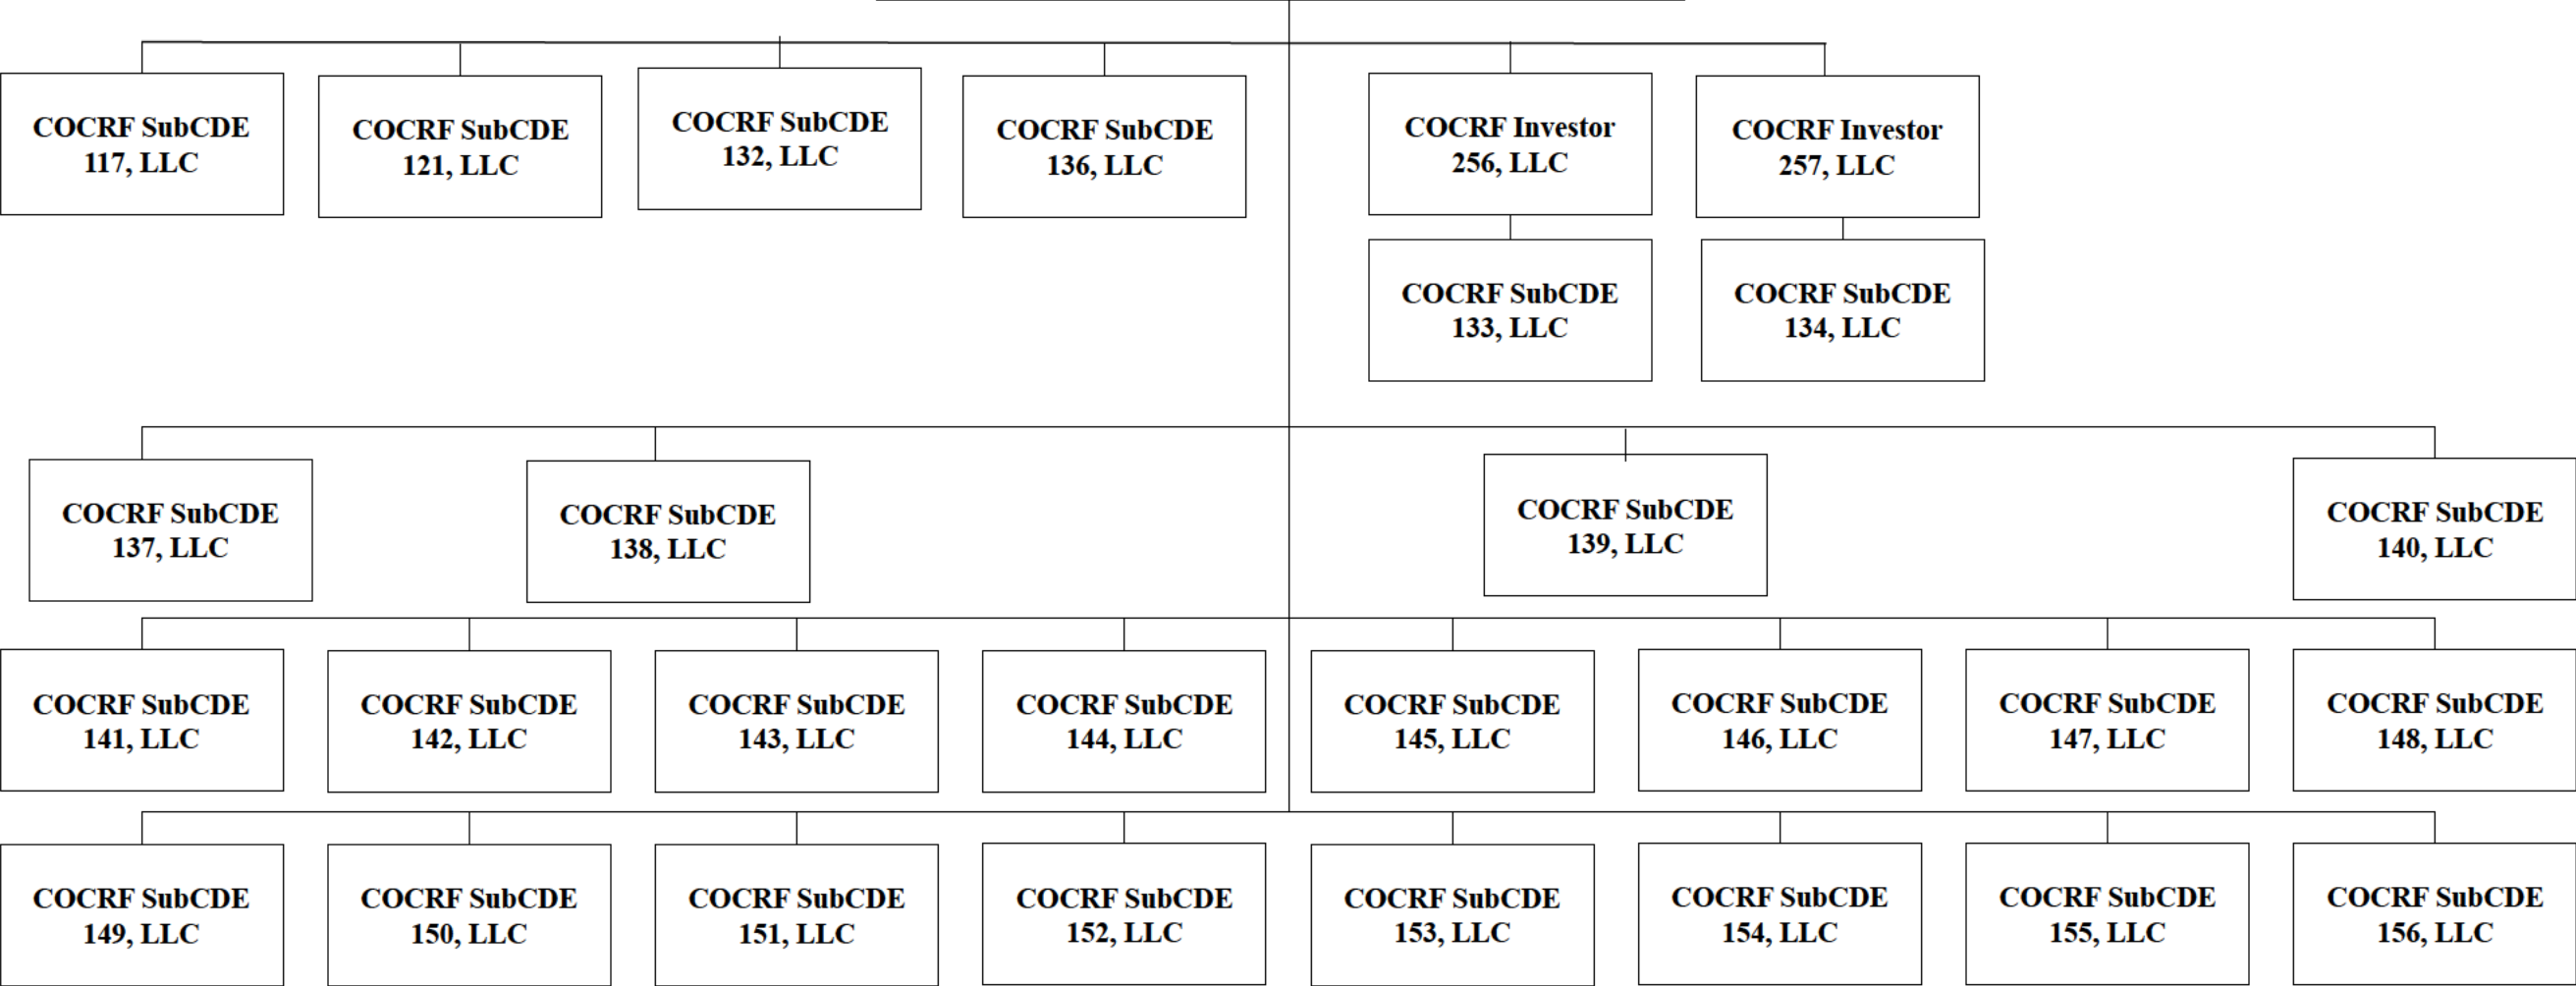 COCRF SubCDE
117, LLC
COCRF SubCDE
121, LLC
COCRF SubCDE
132, LLC
COCRF SubCDE
136, LLC
COCRF Investor
256, LLC
COCRF Investor
257, LLC
COCRF SubCDE
133, LLC
COCRF SubCDE
134, LLC
COCRF SubCDE
137, LLC
COCRF SubCDE
138, LLC
COCRF SubCDE
139, LLC
COCRF SubCDE
140, LLC
COCRF SubCDE
141, LLC
COCRF SubCDE
142, LLC
COCRF SubCDE
143, LLC
COCRF SubCDE
144, LLC
COCRF SubCDE
145, LLC
COCRF SubCDE
146, LLC
COCRF SubCDE
147, LLC
COCRF SubCDE
148, LLC
COCRF SubCDE
149, LLC
COCRF SubCDE
150, LLC
COCRF SubCDE
151, LLC
COCRF SubCDE
152, LLC
COCRF SubCDE
153, LLC
COCRF SubCDE
154, LLC
COCRF SubCDE
155, LLC
COCRF SubCDE
156, LLC